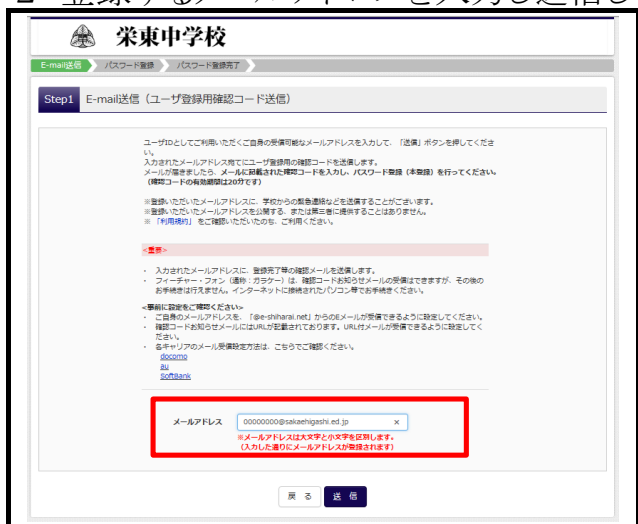 2 登録するメールアドレスを入力し送信し
栄東中学校
E-mail送信 パスワード登録 パスワード登録完了
Step1 E-mail送信（ユーザ登録用確認コード送信）
ユーザIDとしてご利用いただくご自身の受信可能なメールアドレスを入力して、「送信」ボタンを押してくださ
い。
入力されたメールアドレス宛てにユーザ登録用の確認コードを送信します。
メールが届きましたら、メールに記載された確認コードを入力し、パスワード登録（本登録）を行ってください。
（確認コードの有効期間は20分です）
※登録いただいたメールアドレスに、学校からの緊急連絡などを送信することがございます。
※登録いただいたメールアドレスを公開する、または第三者に提供することはありません。
※「利用規約」をご確認いただいたのち、ご利用ください。
<重要>
・ 入力されたメールアドレスに、登録完了等の確認メールを送信します。
・ フィーチャー・フォン（通称：ガラケー）は、確認コードお知らせメールの受信はできますが、その後の
お手続きは行えません。インターネットに接続されたパソコン等でお手続きください。
<事前に設定をご確認ください>
・ ご自身のメールアドレスを、「@e-shiharai.net」からのEメールが受信できるように設定してください。
・ 確認コードお知らせメールにはURLが記載されております。URL付メールが受信できるように設定してく
ださい。
・ 各キャリアのメール受信設定方法は、こちらでご確認ください。
docomo
au
SoftBank
メールアドレス 00000000@sakaehigashi.ed.jp ×
※メールアドレスは大文字と小文字を区別します。
（入力した通りにメールアドレスが登録されます）
戻る 送信